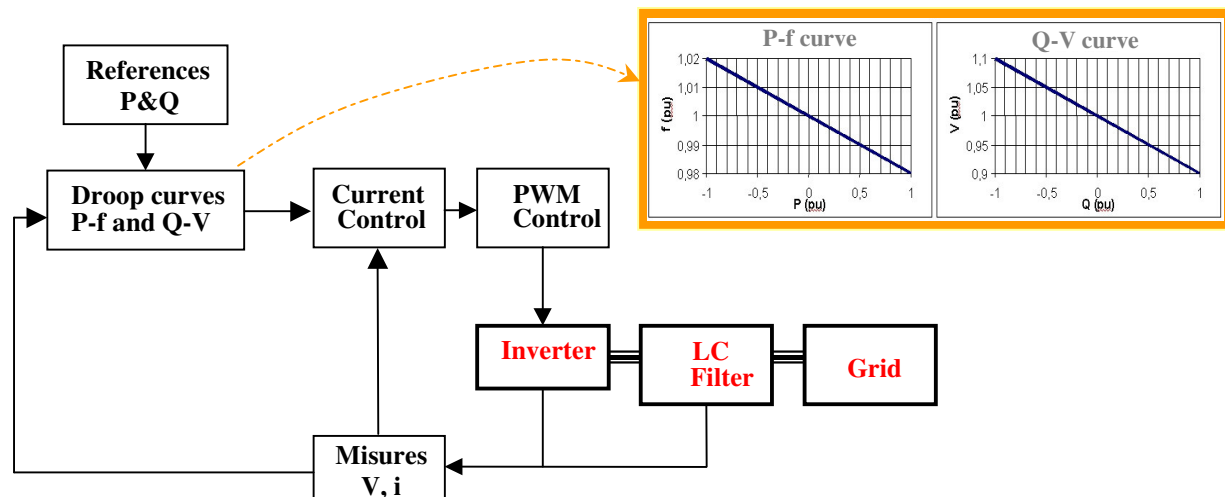 References
P&Q
Droop curves
P-f and Q-V
Current
Control
PWM
Control
Inverter
LC
Filter
Grid
Misures
V, i
P-f curve
1,02
1,01
1
0,99
0,98
f (pu)
-1
-0,5
0
0,5
1
P (pu)
Q-V curve
1,1
1,05
1
0,95
0,9
V (pu)
-1
-0,5
0
0,5
1
Q (pu)